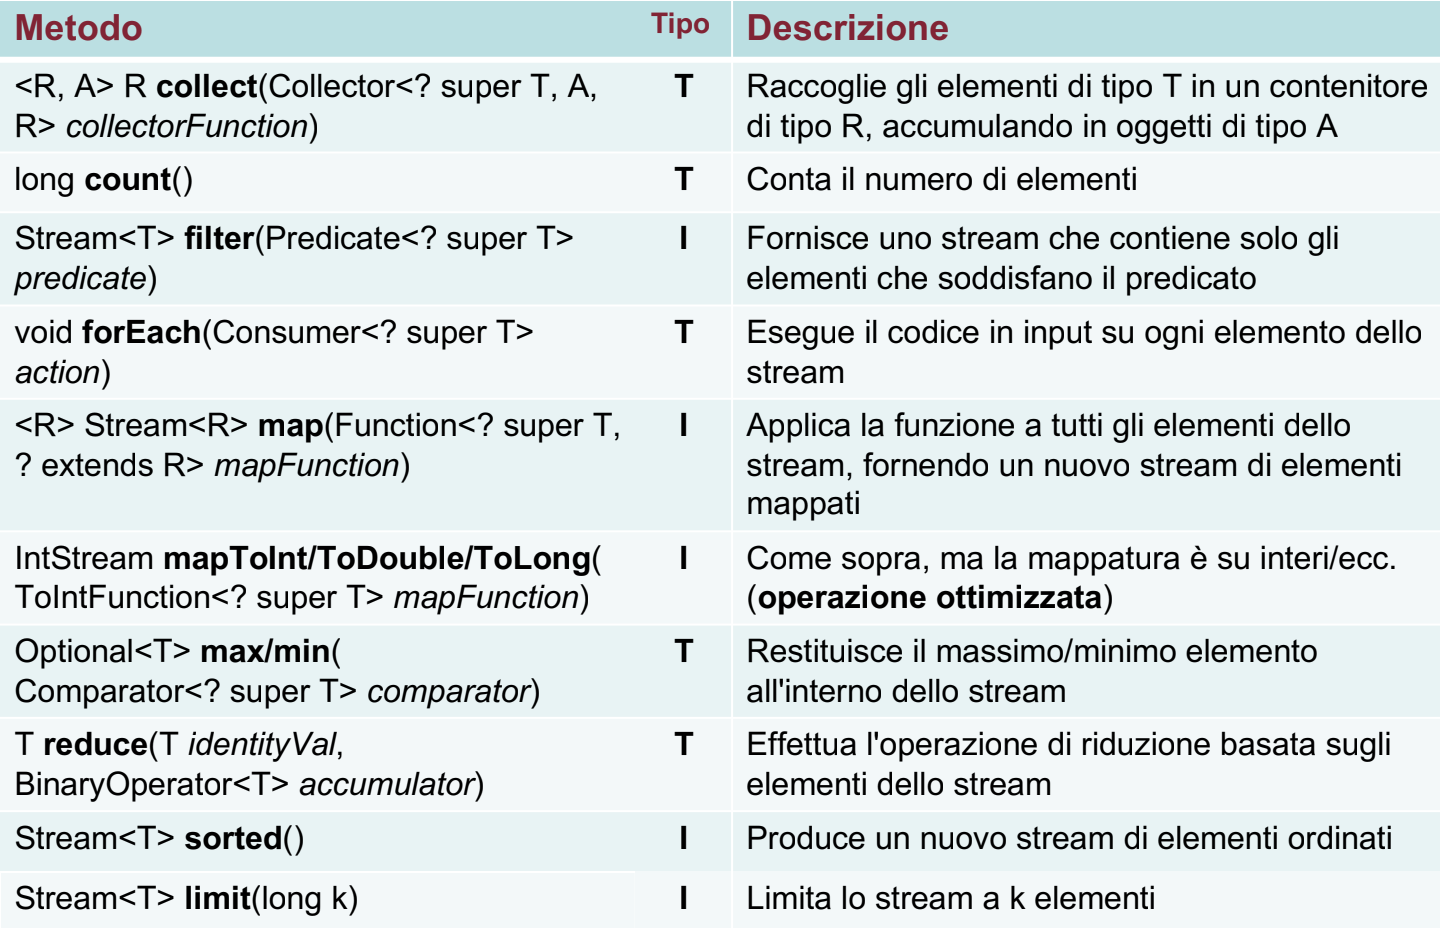 Metodo Tipo Descrizione
<R, A> R collect(Collector<? super T, A, T Raccoglie gli elementi di tipo T in un contenitore
R> collectorFunction) di tipo R, accumulando in oggetti di tipo A
long count() T Conta il numero di elementi
Stream<T> filter(Predicate<? super T> I Fornisce uno stream che contiene solo gli
predicate) elementi che soddisfano il predicato
void forEach(Consumer<? super T> T Esegue il codice in input su ogni elemento dello
action) stream
<R> Stream<R> map(Function<? super T, I Applica la funzione a tutti gli elementi dello
? extends R> mapFunction) stream, fornendo un nuovo stream di elementi
mappati
IntStream mapToInt/ToDouble/ToLong( I Come sopra, ma la mappatura è su interi/ecc.
ToIntFunction<? super T> mapFunction) (operazione ottimizzata)
Optional<T> max/min( T Restituisce il massimo/minimo elemento
Comparator<? super T> comparator) all'interno dello stream
T reduce(T identityVal, T Effettua l'operazione di riduzione basata sugli
BinaryOperator<T> accumulator) elementi dello stream
Stream<T> sorted() I Produce un nuovo stream di elementi ordinati
Stream<T> limit(long k) I Limita lo stream a k elementi